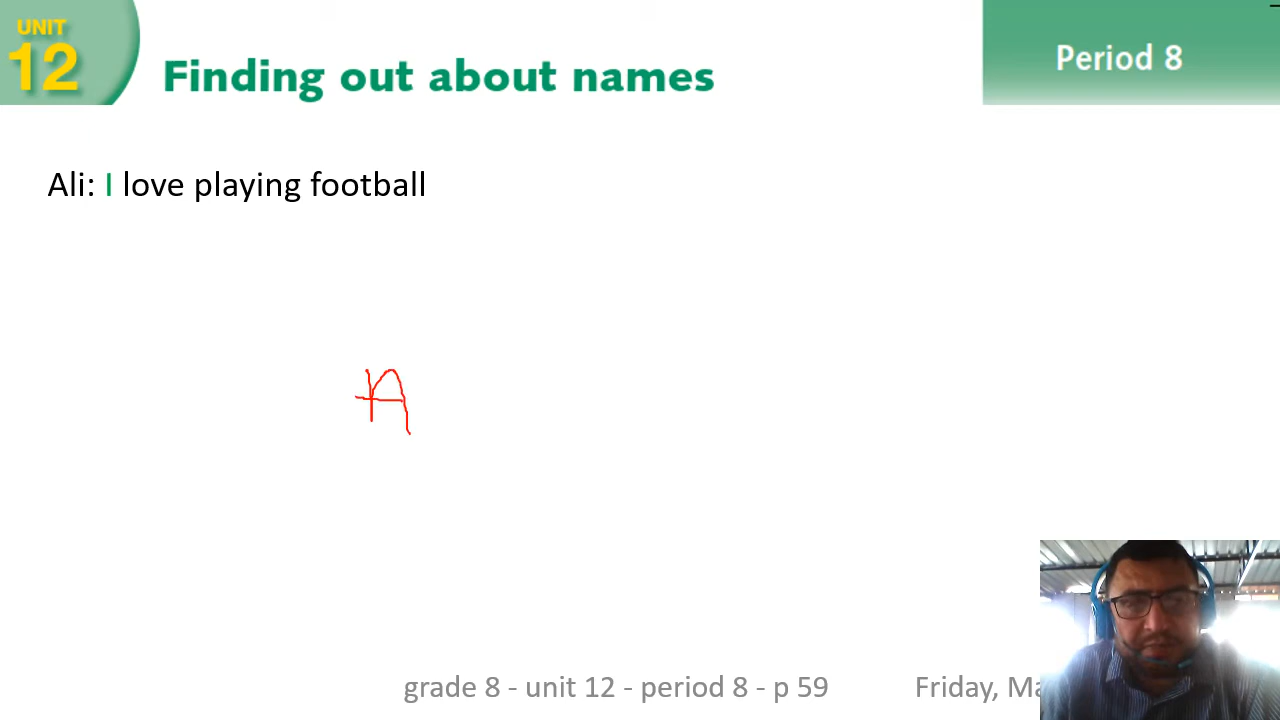 UNIT
12
Finding out about names
Period 8
Ali: I love playing football
A
grade 8 - unit 12 - period 8 - p 59
Friday,